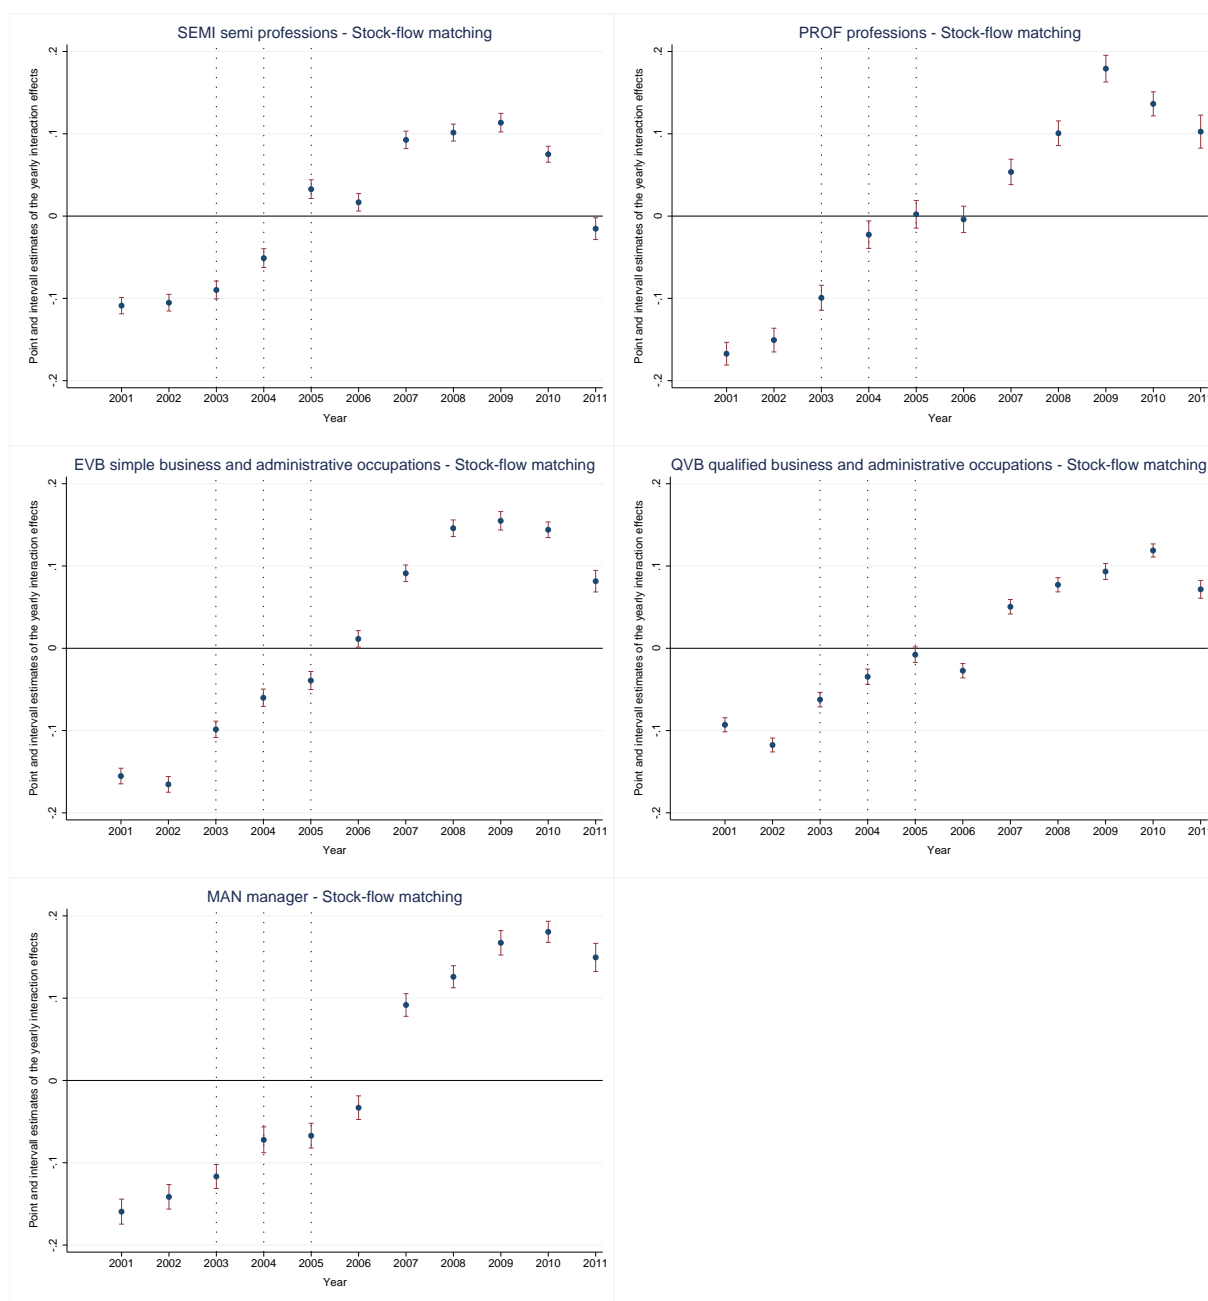 SEMI semi professions - Stock-flow matching
Point and intervall estimates of the yearly interaction effects
.2
.1
0
-.1
-.2
2001 2002 2003 2004 2005 2006 2007 2008 2009 2010 2011
Year
PROF professions - Stock-flow matching
Point and intervall estimates of the yearly interaction effects
.2
.1
0
-.1
-.2
2001 2002 2003 2004 2005 2006 2007 2008 2009 2010 201
Year
EVB simple business and administrative occupations - Stock-flow matching
Point and intervall estimates of the yearly interaction effects
.2
.1
0
-.1
-.2
2001 2002 2003 2004 2005 2006 2007 2008 2009 2010 2011
Year
QVB qualified business and administrative occupations - Stock-flow matching
Point and intervall estimates of the yearly interaction effects
.2
.1
0
-.1
-.2
2001 2002 2003 2004 2005 2006 2007 2008 2009 2010 201
Year
MAN manager - Stock-flow matching
Point and intervall estimates of the yearly interaction effects
.2
.1
0
-.1
-.2
2001 2002 2003 2004 2005 2006 2007 2008 2009 2010 2011
Year